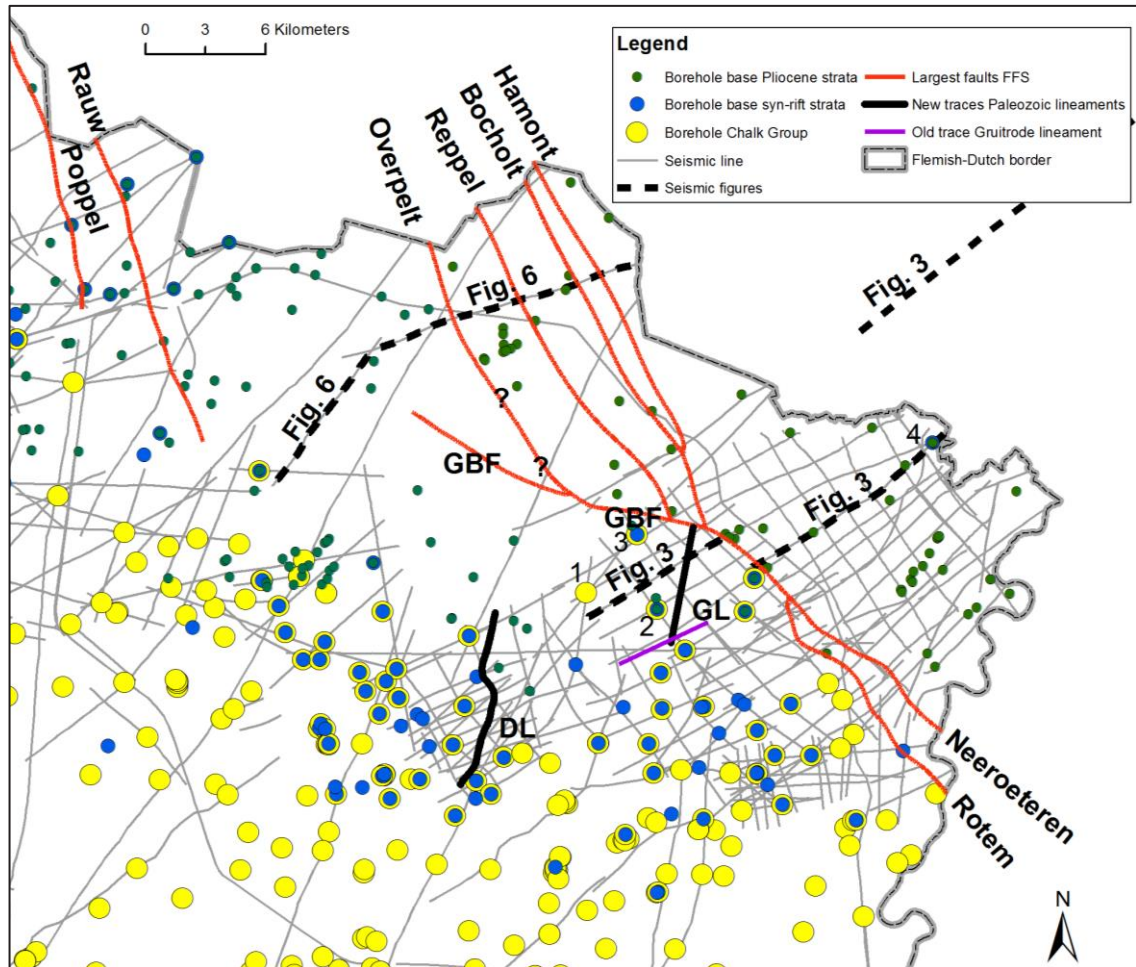 0 3 6 Kilometers
Legend
Borehole base Pliocene strata
Borehole base syn-rift strata
Borehole Chalk Group
Seismic line
Seismic figures
Largest faults FFS
New traces Paleozoic lineaments
Old trace Gruitrode lineament
Flemish-Dutch border
Rauw
Poppel
Overpelt
Reppel
Bocholt
Hamont
Fig. 3
Fig. 6
Fig. 6
?
?
GBF
4
Fig. 3
GBF
3
Fig. 3
1
2
GL
DL
Neeroeteren
Rotem
N